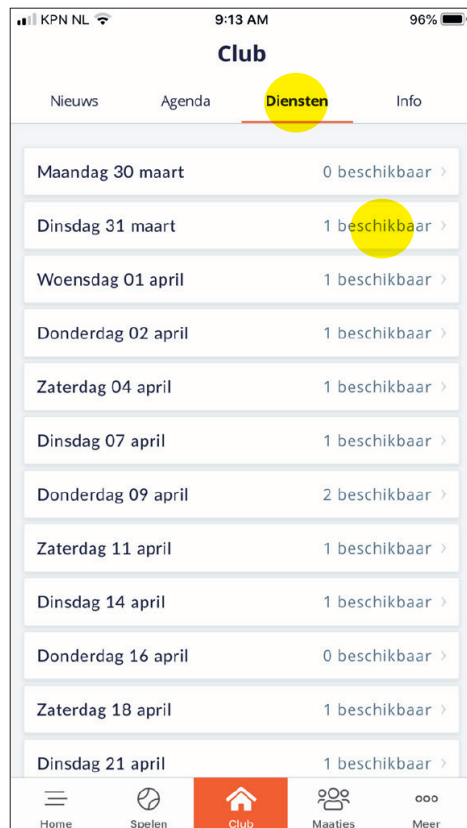 KPN NL 9:13 AM 96%
Club
Nieuws Agenda Diensten Info
Maandag 30 maart 0 beschikbaar
Dinsdag 31 maart 1 beschikbaar
Woensdag 01 april 1 beschikbaar
Donderdag 02 april 1 beschikbaar
Zaterdag 04 april 1 beschikbaar
Dinsdag 07 april 1 beschikbaar
Donderdag 09 april 2 beschikbaar
Zaterdag 11 april 1 beschikbaar
Dinsdag 14 april 1 beschikbaar
Donderdag 16 april 0 beschikbaar
Zaterdag 18 april 1 beschikbaar
Dinsdag 21 april 1 beschikbaar
Home Spelen Club Maatjes Meer